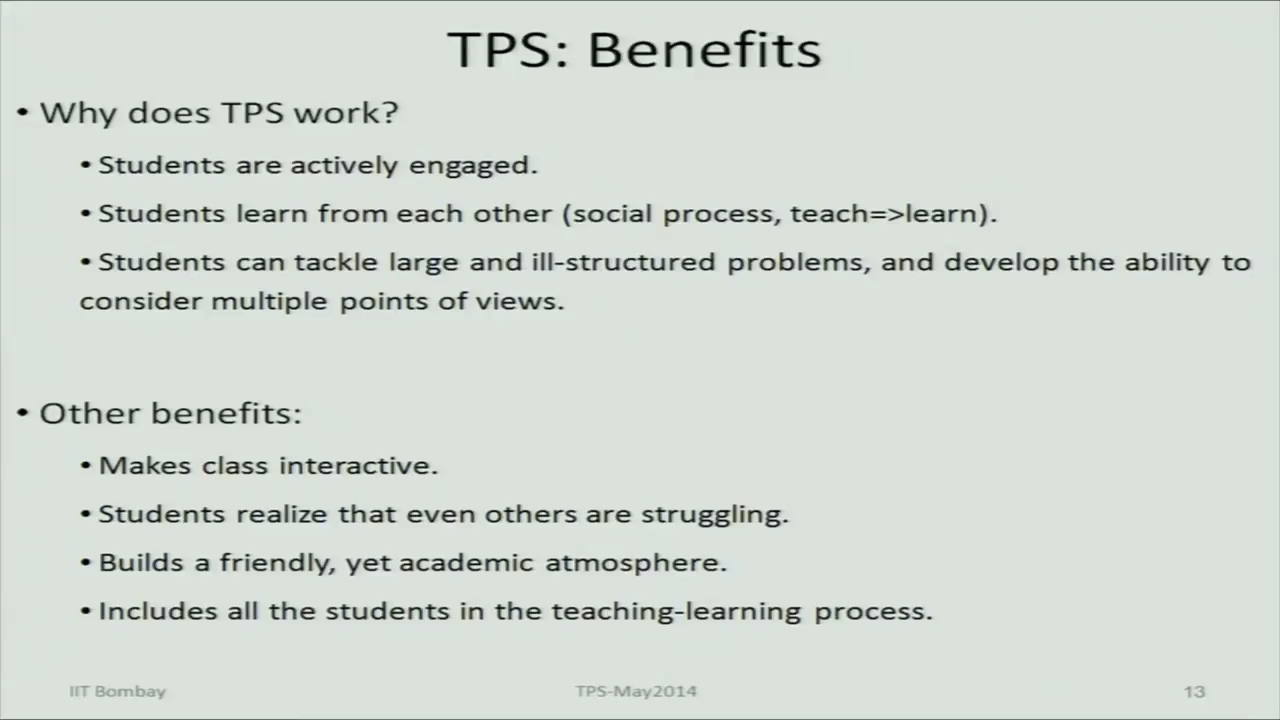 TPS: Benefits
• Why does TPS work?
• Students are actively engaged.
• Students learn from each other (social process, teach=>learn).
• Students can tackle large and ill-structured problems, and develop the ability to
consider multiple points of views.
• Other benefits:
• Makes class interactive.
• Students realize that even others are struggling.
• Builds a friendly, yet academic atmosphere.
• Includes all the students in the teaching-learning process.
IIT Bombay
TPS-May2014
13